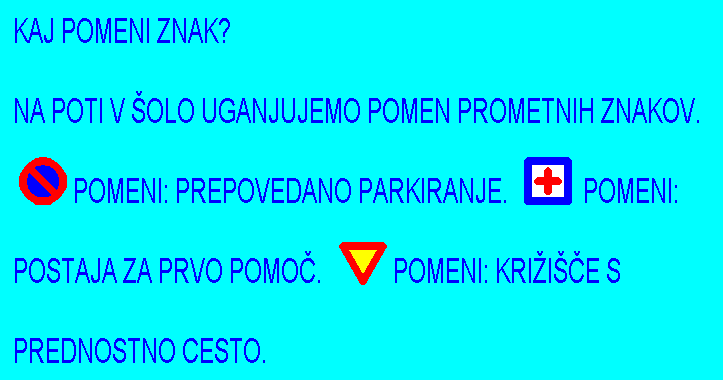 KAJ POMENI ZNAK?
NA POTI V ŠOLO UGANJUJEMO POMEN PROMETNIH ZNAKOV.
POMENI: PREPOVEDANO PARKIRANJE. POMENI:
POSTAJA ZA PRVO POMOČ. POMENI: KRIŽIŠČE S
PREDNOSTNO CESTO.